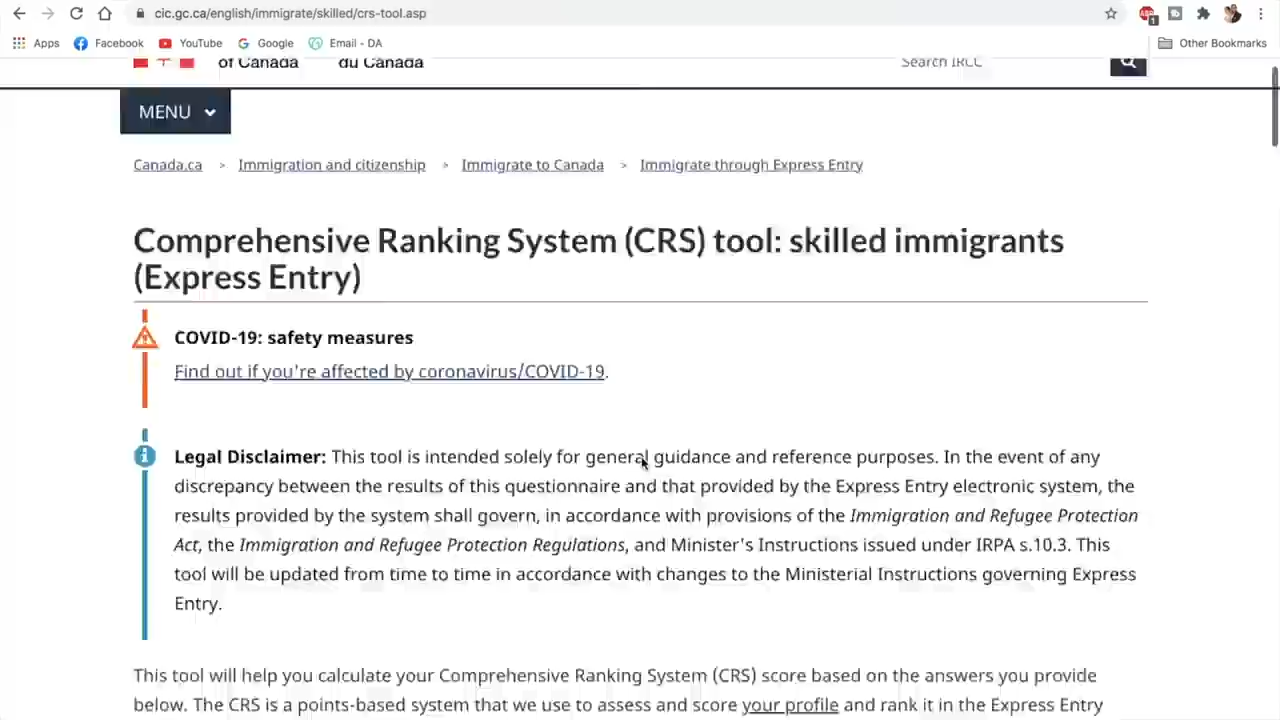 cic.gc.ca/english/immigrate/skilled/crs-tool.asp
ABP
1
Apps Facebook YouTube Google Email - DA Other Bookmarks
of Canada du Canada Search IRCC
MENU
Canada.ca > Immigration and citizenship > Immigrate to Canada > Immigrate through Express Entry
Comprehensive Ranking System (CRS) tool: skilled immigrants
(Express Entry)
COVID-19: safety measures
Find out if you're affected by coronavirus/COVID-19.
Legal Disclaimer: This tool is intended solely for general guidance and reference purposes. In the event of any
discrepancy between the results of this questionnaire and that provided by the Express Entry electronic system, the
results provided by the system shall govern, in accordance with provisions of the Immigration and Refugee Protection
Act, the Immigration and Refugee Protection Regulations, and Minister's Instructions issued under IRPA s.10.3. This
tool will be updated from time to time in accordance with changes to the Ministerial Instructions governing Express
Entry.
This tool will help you calculate your Comprehensive Ranking System (CRS) score based on the answers you provide
below. The CRS is a points-based system that we use to assess and score your profile and rank it in the Express Entry